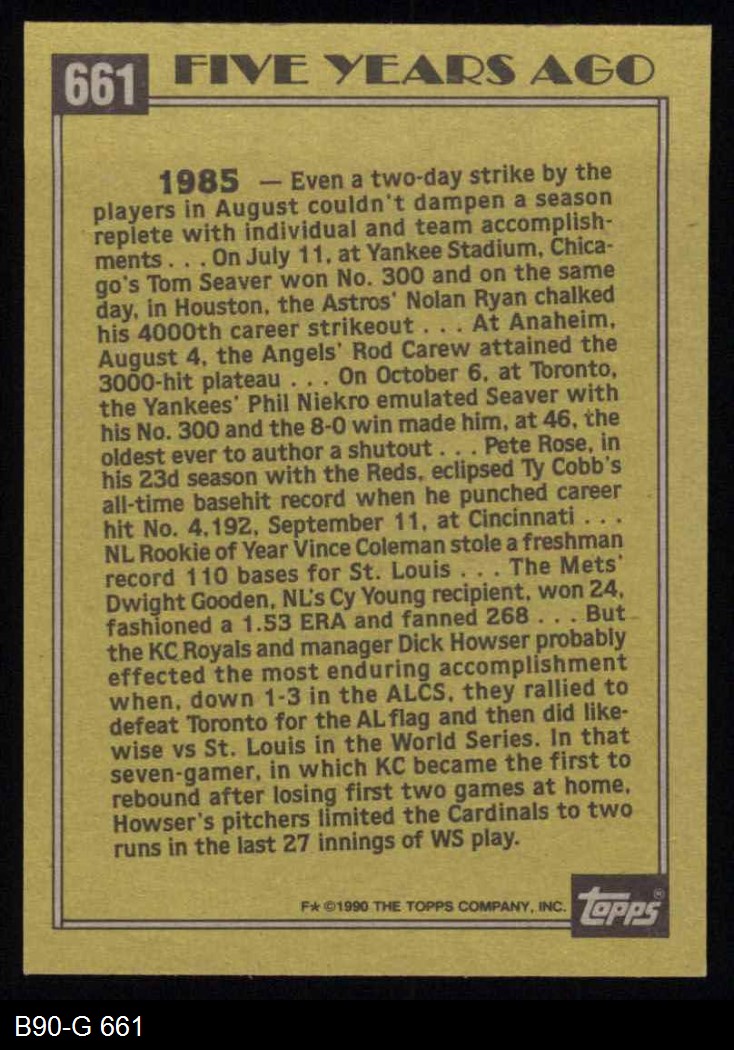 661 FIVE YEARS AGO
1985 — Even a two-day strike by the
players in August couldn't dampen a season
replete with individual and team accomplish-
ments . . . On July 11, at Yankee Stadium, Chica-
go's Tom Seaver won No. 300 and on the same
day, in Houston, the Astros' Nolan Ryan chalked
his 4000th career strikeout . . . At Anaheim,
August 4, the Angels' Rod Carew attained the
3000-hit plateau . . . On October 6, at Toronto,
the Yankees' Phil Niekro emulated Seaver with
his No. 300 and the 8-0 win made him, at 46, the
oldest ever to author a shutout . . . Pete Rose, in
his 23d season with the Reds, eclipsed Ty Cobb's
all-time basehit record when he punched career
hit No. 4,192, September 11, at Cincinnati . . .
NL Rookie of Year Vince Coleman stole a freshman
record 110 bases for St. Louis . . . The Mets'
Dwight Gooden, NL's Cy Young recipient, won 24,
fashioned a 1.53 ERA and fanned 268 . . . But
the KC Royals and manager Dick Howser probably
effected the most enduring accomplishment
when, down 1-3 in the ALCS, they rallied to
defeat Toronto for the AL flag and then did like-
wise vs St. Louis in the World Series. In that
seven-gamer, in which KC became the first to
rebound after losing first two games at home,
Howser's pitchers limited the Cardinals to two
runs in the last 27 innings of WS play.
F★ ©1990 THE TOPPS COMPANY, INC.
topps®
B90-G 661